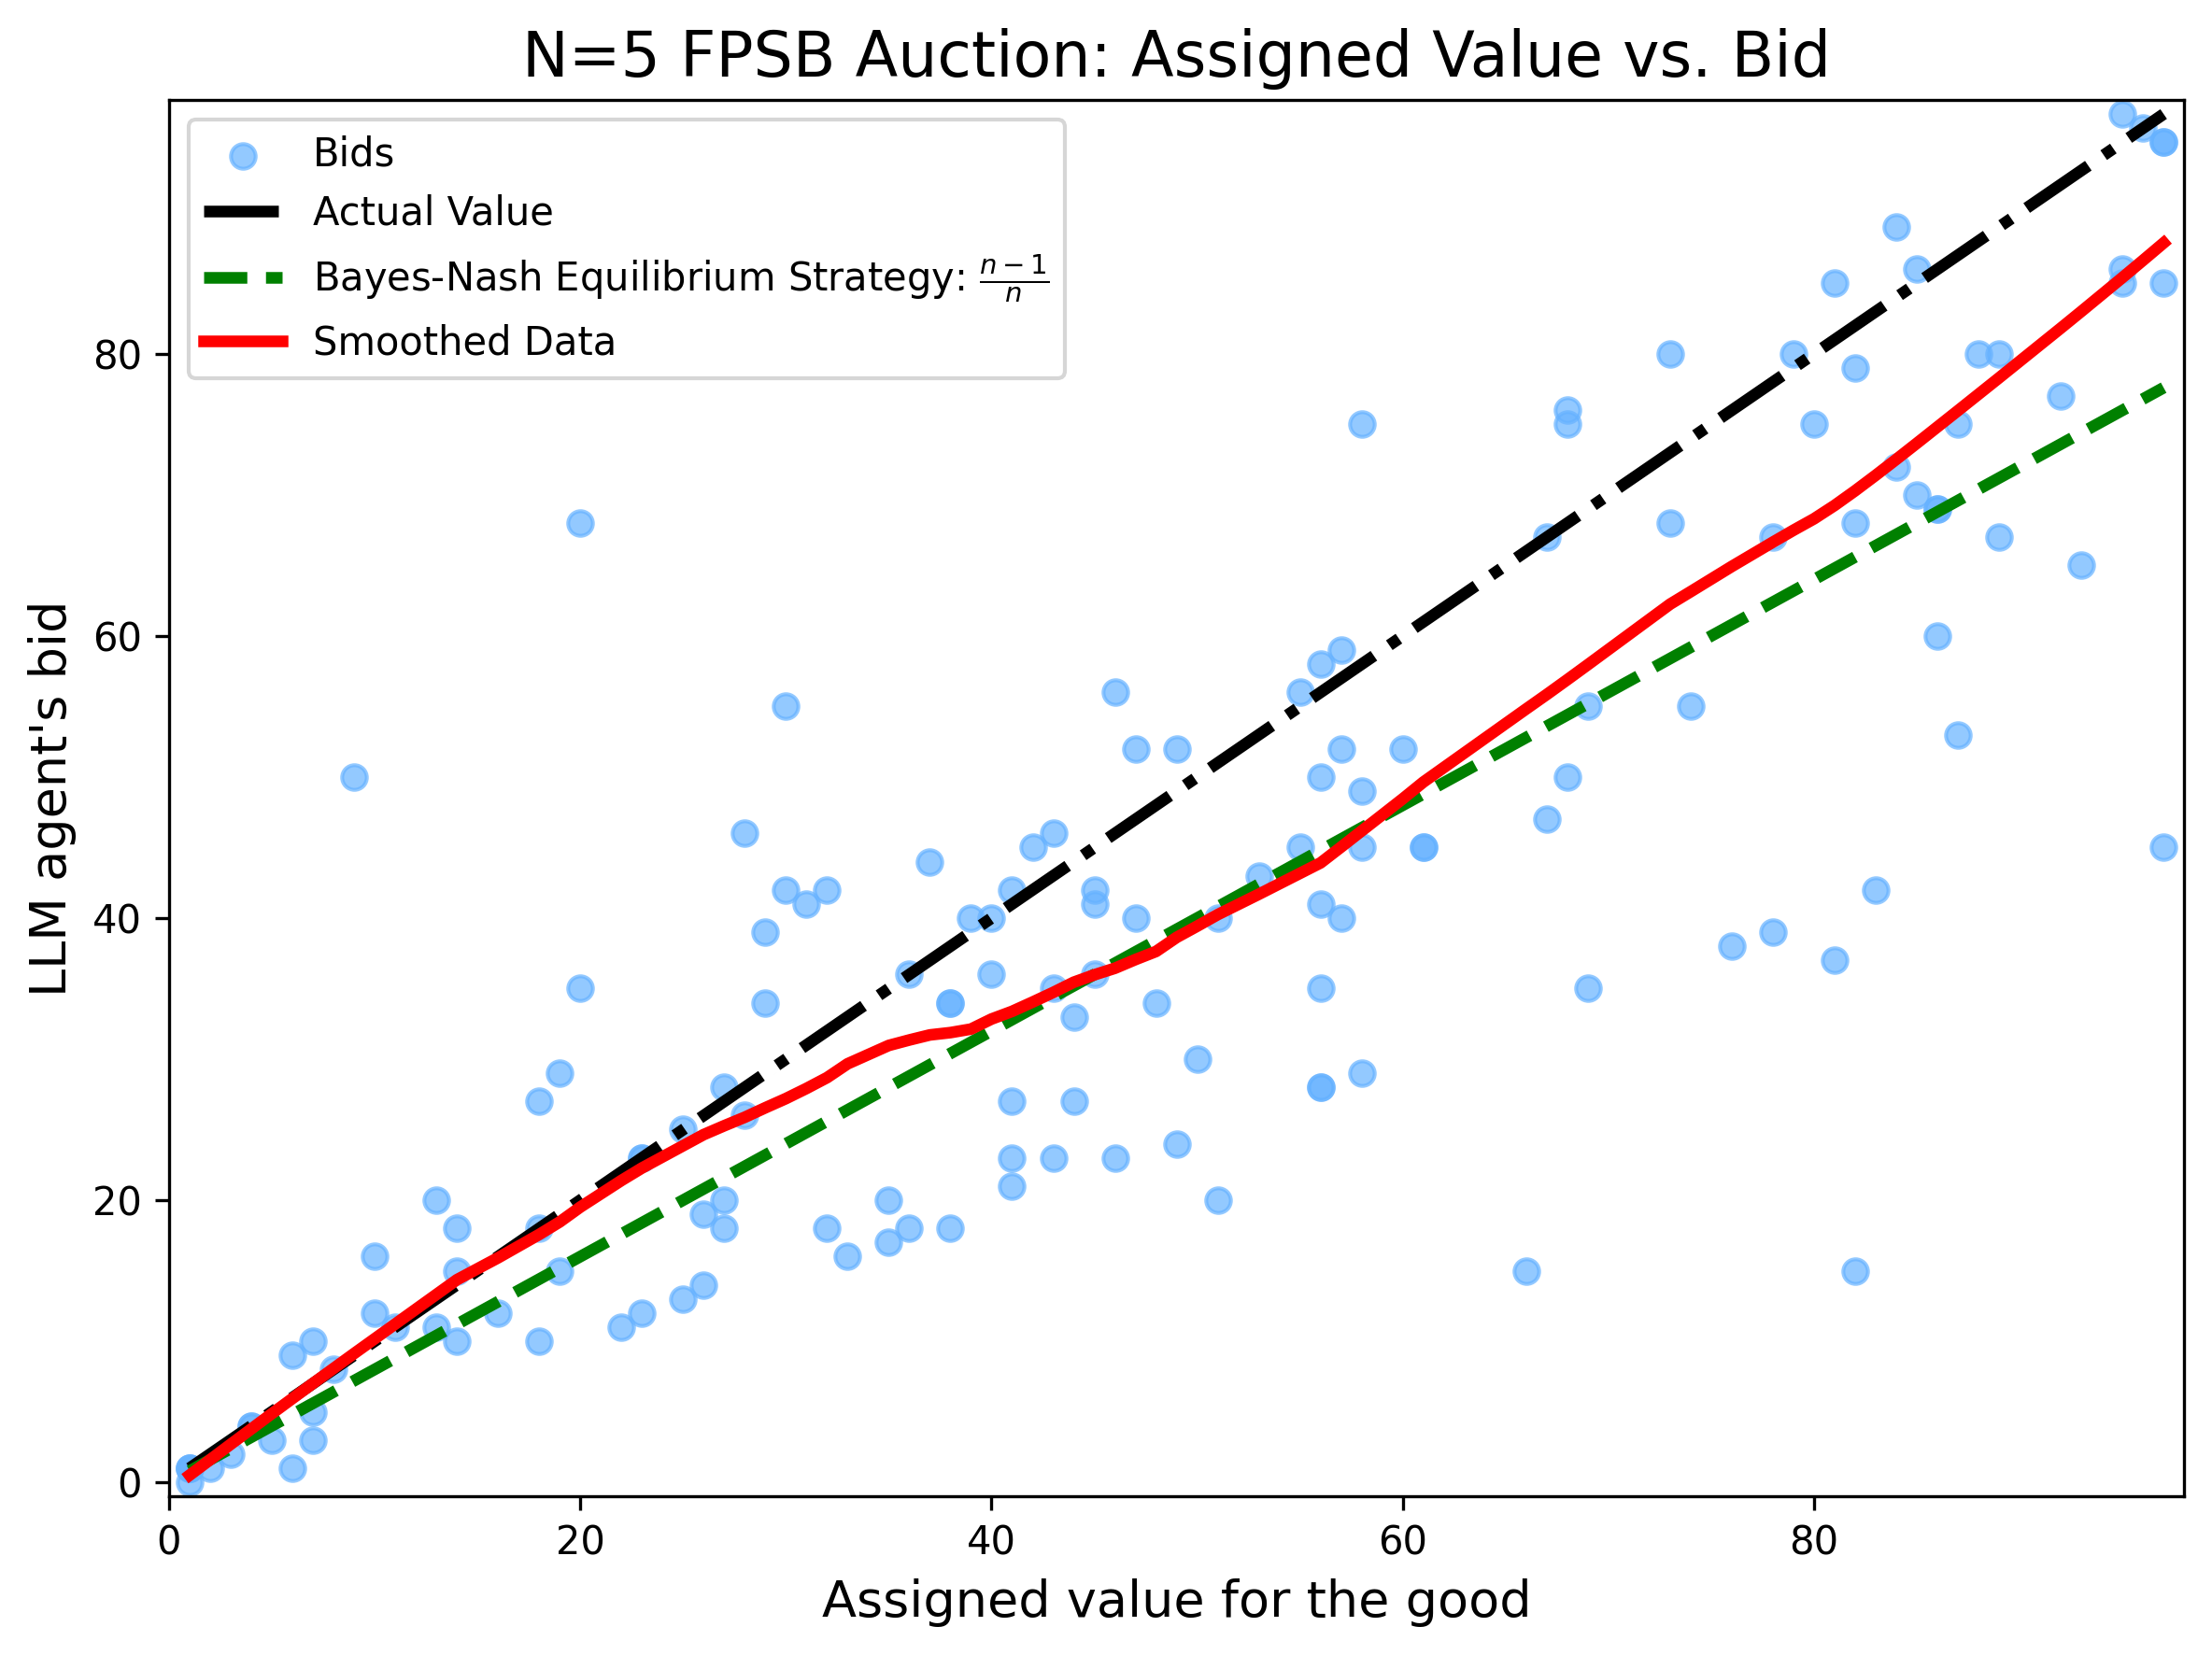 N=5 FPSB Auction: Assigned Value vs. Bid
Bids
Actual Value
Bayes-Nash Equilibrium Strategy: $\frac{n-1}{n}$
Smoothed Data
80
60
40
20
0
LLM agent's bid
0 20 40 60 80
Assigned value for the good